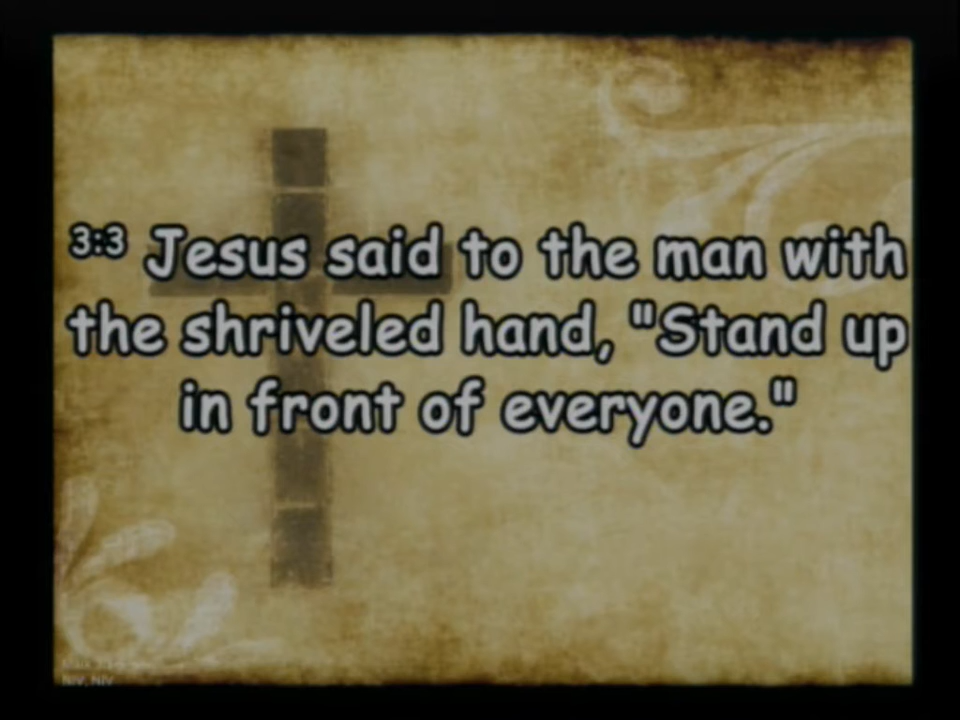 3:3 Jesus said to the man with
the shriveled hand, "Stand up
in front of everyone."
NIV, NIV